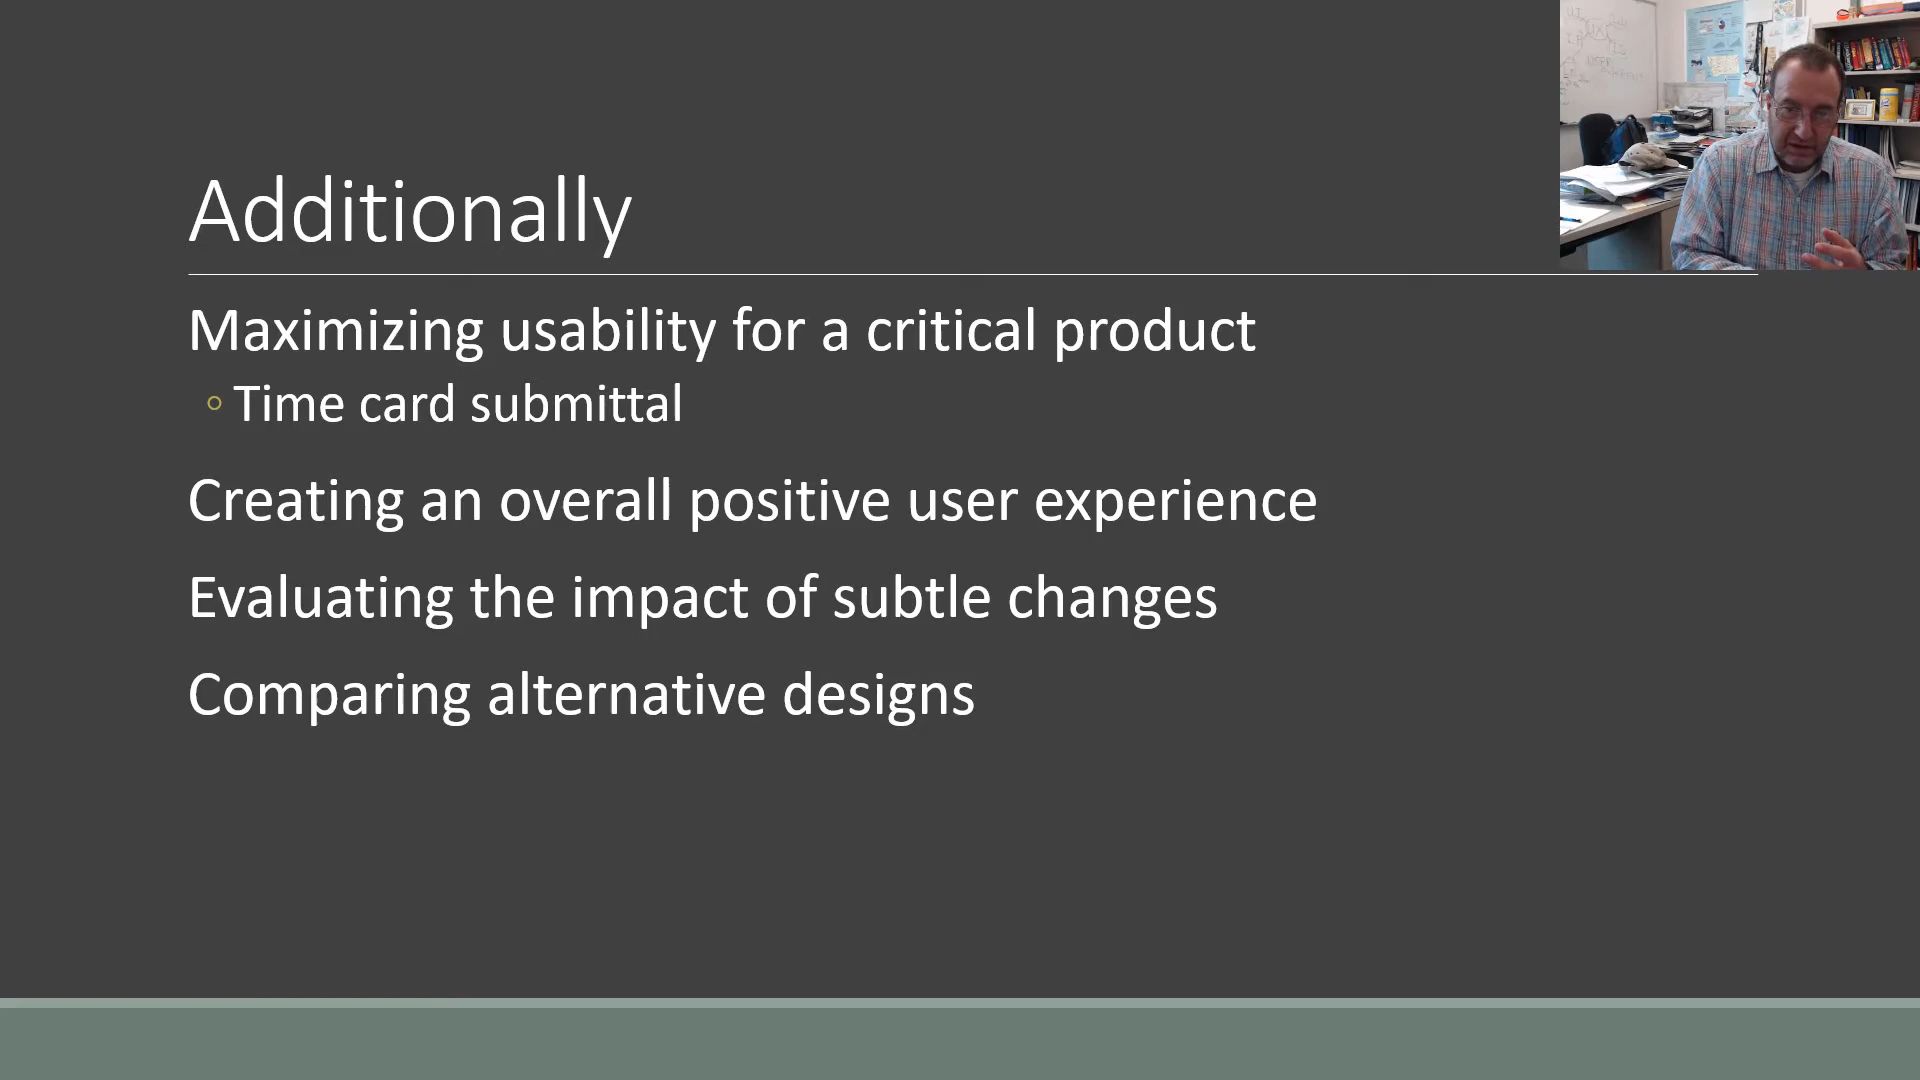 Additionally
Maximizing usability for a critical product
Time card submittal
Creating an overall positive user experience
Evaluating the impact of subtle changes
Comparing alternative designs